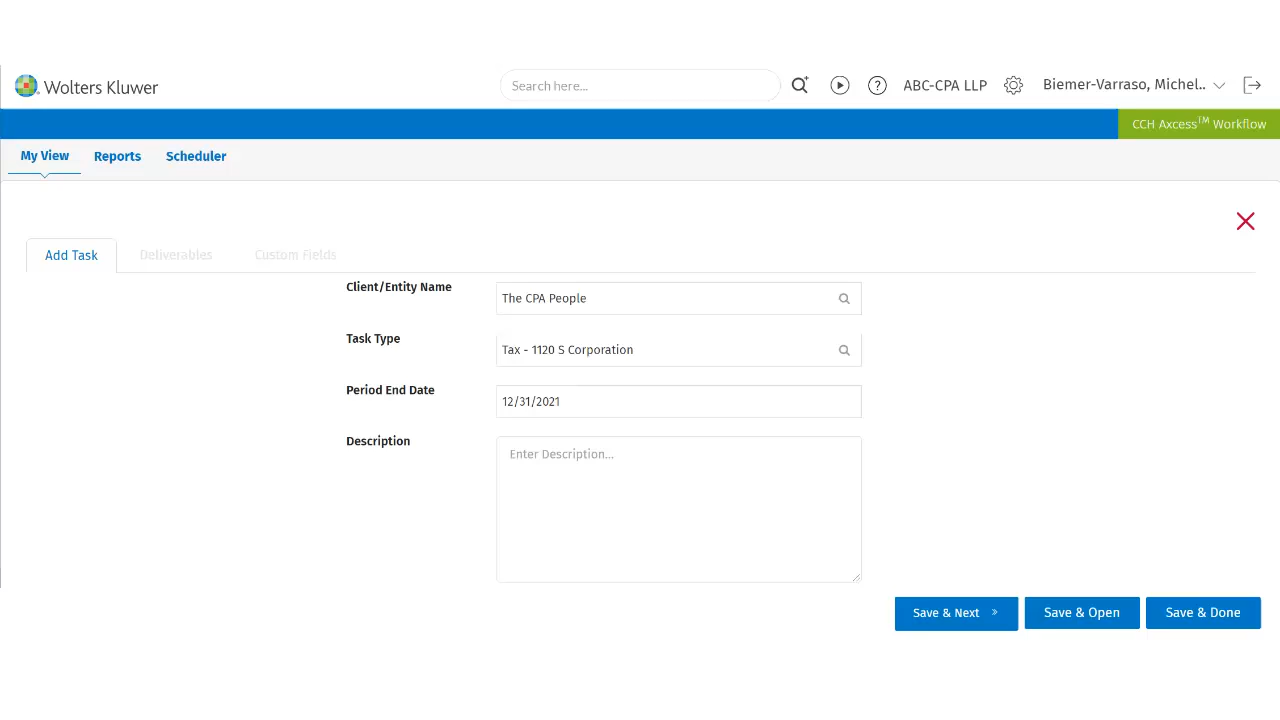 Wolters Kluwer
Search here...
ABC-CPA LLP
Biemer-Varraso, Michel..
CCH Axcess™ Workflow
My View
Reports
Scheduler
Add Task
Deliverables
Custom Fields
Client/Entity Name
The CPA People
Task Type
Tax - 1120 S Corporation
Period End Date
12/31/2021
Description
Enter Description...
Save & Next »
Save & Open
Save & Done